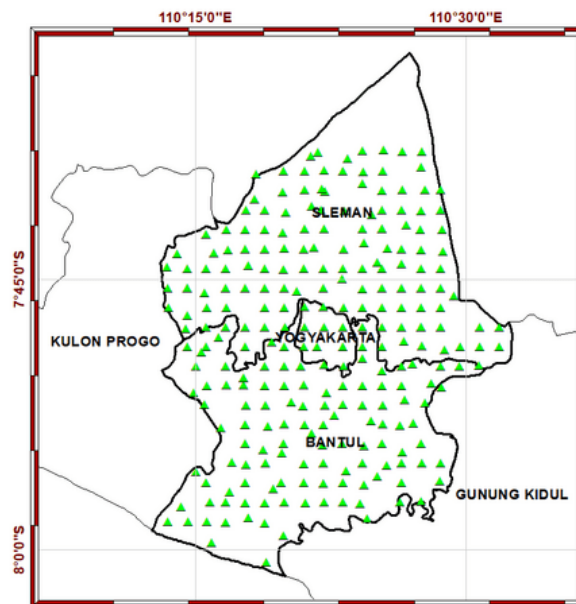 110°15'0"E 110°30'0"E
SLEMAN
7°45'0"S
KULON PROGO
YOGYAKARTA
BANTUL
GUNUNG KIDUL
8°0'0"S